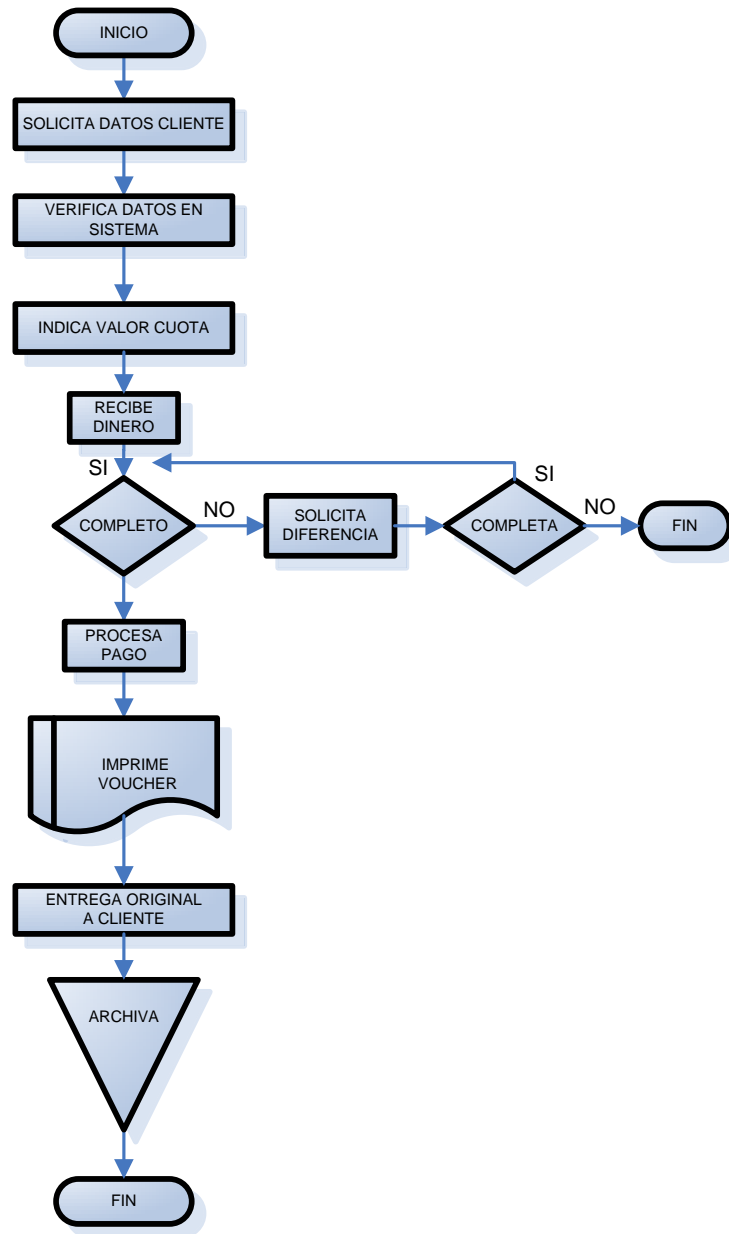 INICIO
SOLICITA DATOS CLIENTE
VERIFICA DATOS EN
SISTEMA
INDICA VALOR CUOTA
RECIBE
DINERO
SI
COMPLETO
NO
SOLICITA
DIFERENCIA
SI
COMPLETA
NO
FIN
PROCESA
PAGO
IMPRIME
VOUCHER
ENTREGA ORIGINAL
A CLIENTE
ARCHIVA
FIN